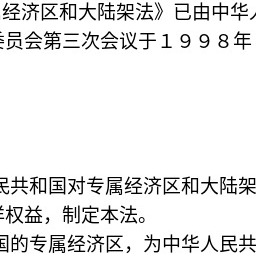 经济区和大陆架法》已由中华人
委员会第三次会议于１９９８年
民共和国对专属经济区和大陆架
洋权益，制定本法。
国的专属经济区，为中华人民共